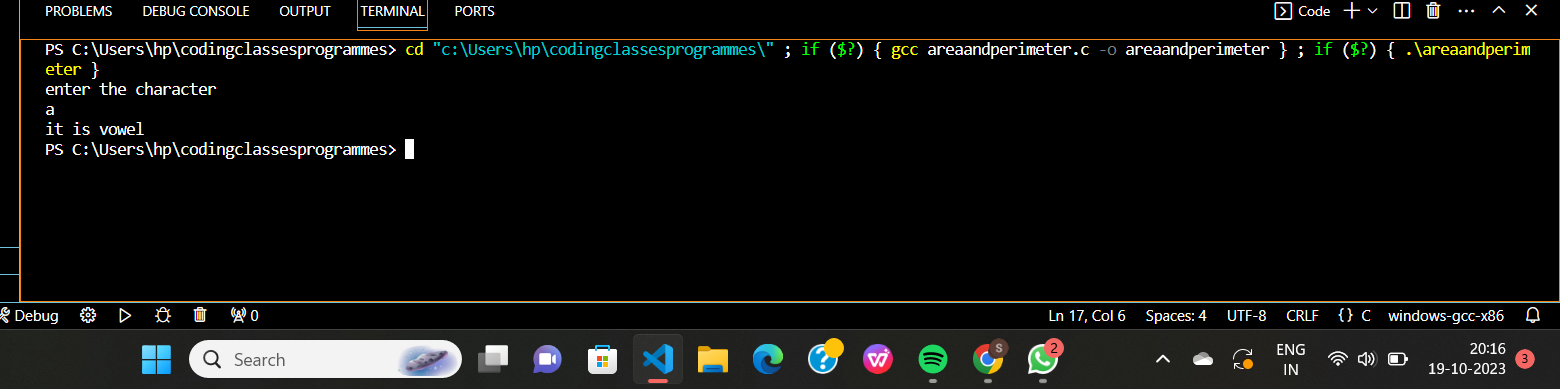 PROBLEMS DEBUG CONSOLE OUTPUT TERMINAL PORTS Code
PS C:\Users\hp\codingclassesprogrammes> cd "c:\Users\hp\codingclassesprogrammes\" ; if ($?) { gcc areaandperimeter.c -o areaandperimeter } ; if ($?) { .\areaandperim
eter }
enter the character
a
it is vowel
PS C:\Users\hp\codingclassesprogrammes>
Debug 0 Ln 17, Col 6 Spaces: 4 UTF-8 CRLF {} C windows-gcc-x86
Search S 2 ENG 20:16
IN 19-10-2023 3